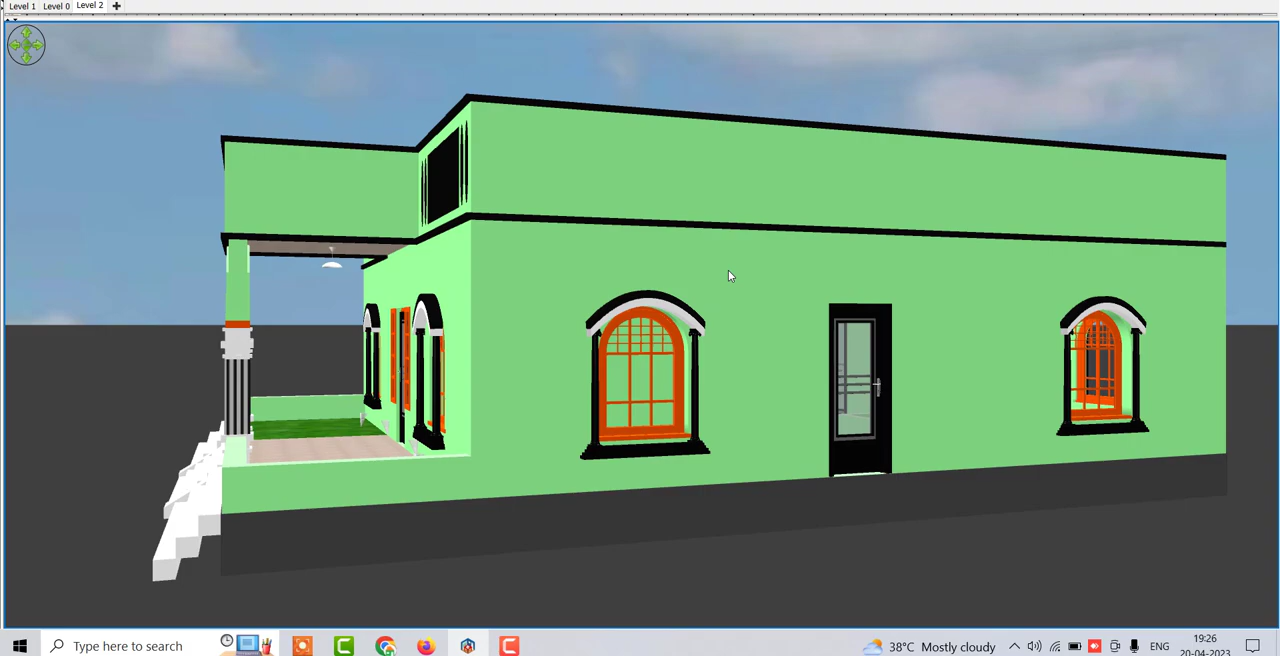 Level 1 Level 0 Level 2
Type here to search
38°C Mostly cloudy
ENG
19:26
20-04-2023